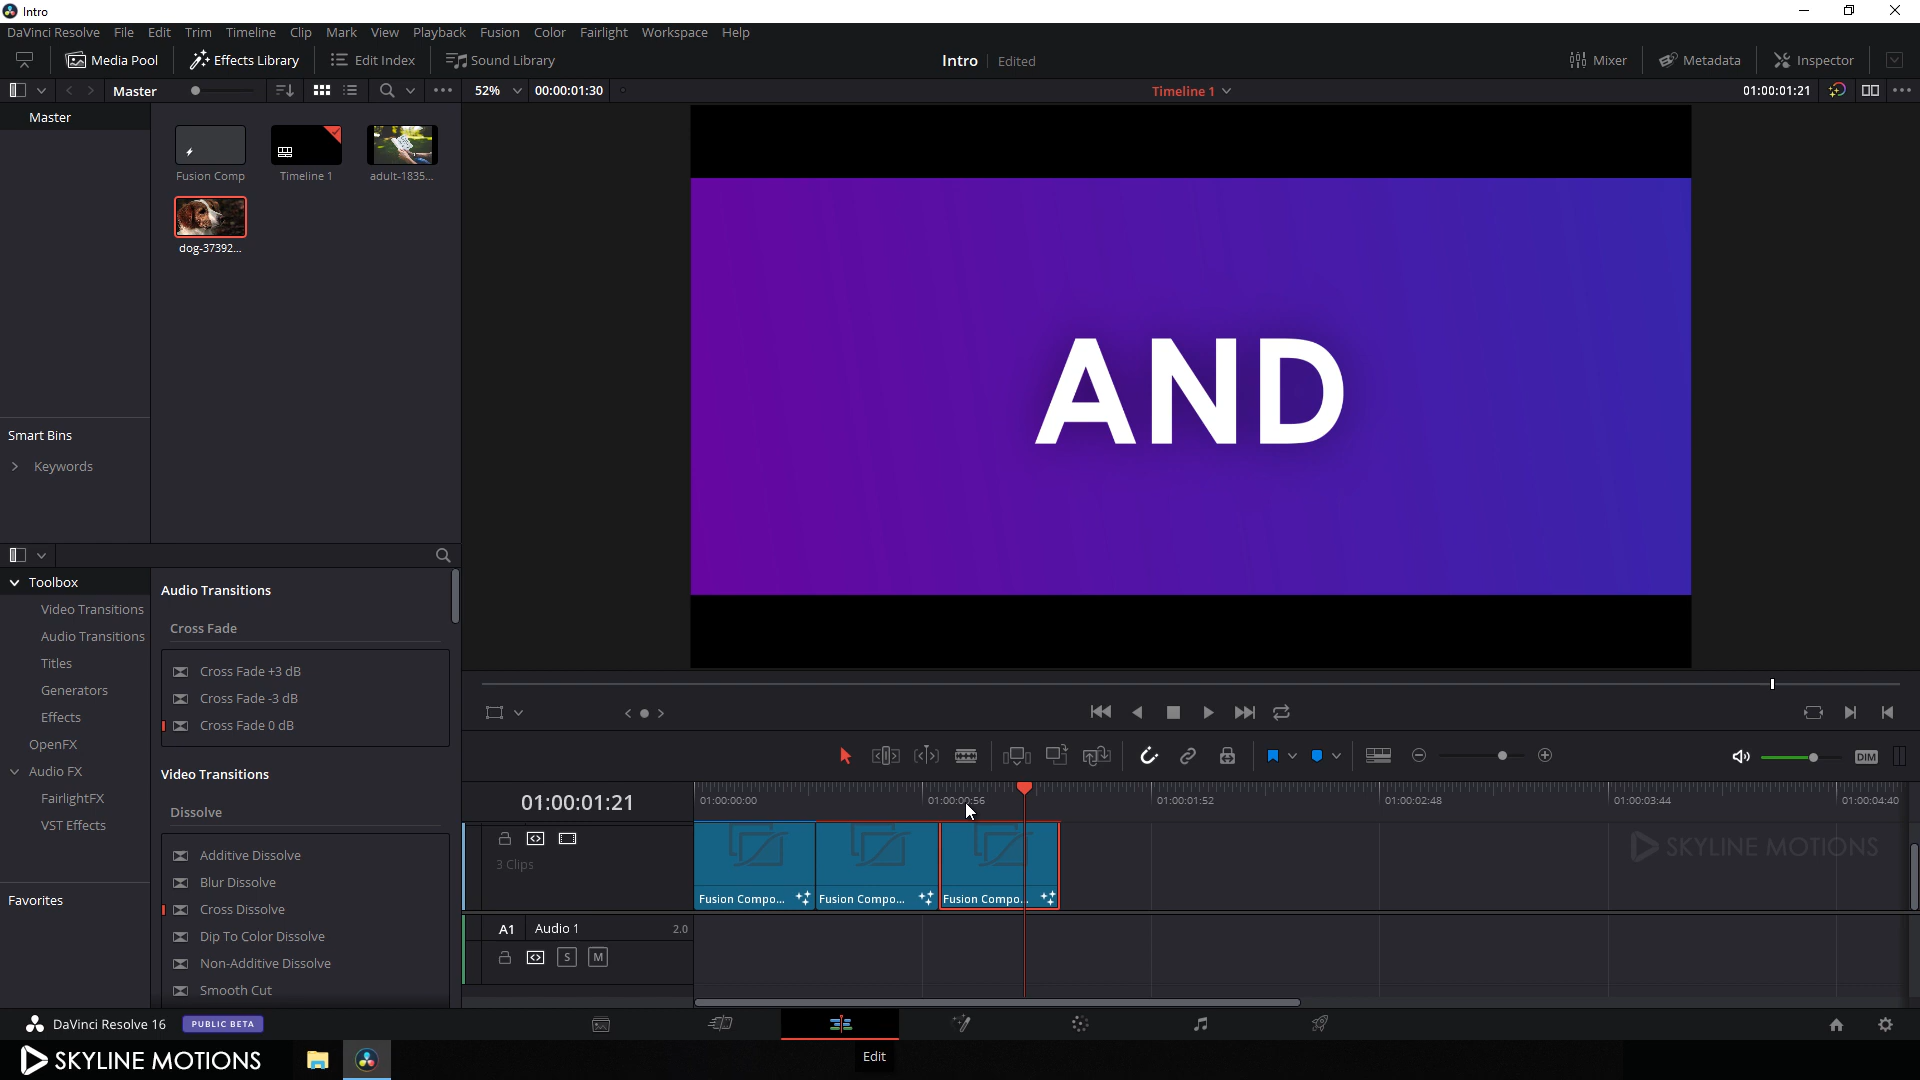 Intro
DaVinci Resolve File Edit Trim Timeline Clip Mark View Playback Fusion Color Fairlight Workspace Help
Media Pool Effects Library Edit Index Sound Library Intro Edited Mixer Metadata Inspector
Master 52% 00:00:01:30 Timeline 1 01:00:01:21
Master
Fusion Comp Timeline 1 adult-1835...
dog-37392...
AND
Smart Bins
Keywords
Toolbox
Video Transitions
Audio Transitions
Titles
Generators
Effects
OpenFX
Audio FX
FairlightFX
VST Effects
Favorites
Audio Transitions
Cross Fade
Cross Fade +3 dB
Cross Fade -3 dB
Cross Fade 0 dB
Video Transitions
Dissolve
Additive Dissolve
Blur Dissolve
Cross Dissolve
Dip To Color Dissolve
Non-Additive Dissolve
Smooth Cut
DIM
01:00:01:21 01:00:00:00 01:00:00:56 01:00:01:52 01:00:02:48 01:00:03:44 01:00:04:40
3 Clips
SKYLINE MOTIONS
Fusion Compo... Fusion Compo... Fusion Compo...
A1 Audio 1 2.0
S M
DaVinci Resolve 16 PUBLIC BETA
SKYLINE MOTIONS
Edit